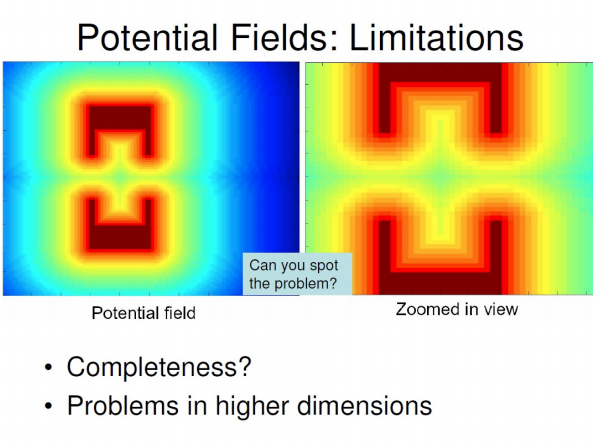 Potential Fields: Limitations
Can you spot
the problem?
Potential field
Zoomed in view
• Completeness?
• Problems in higher dimensions